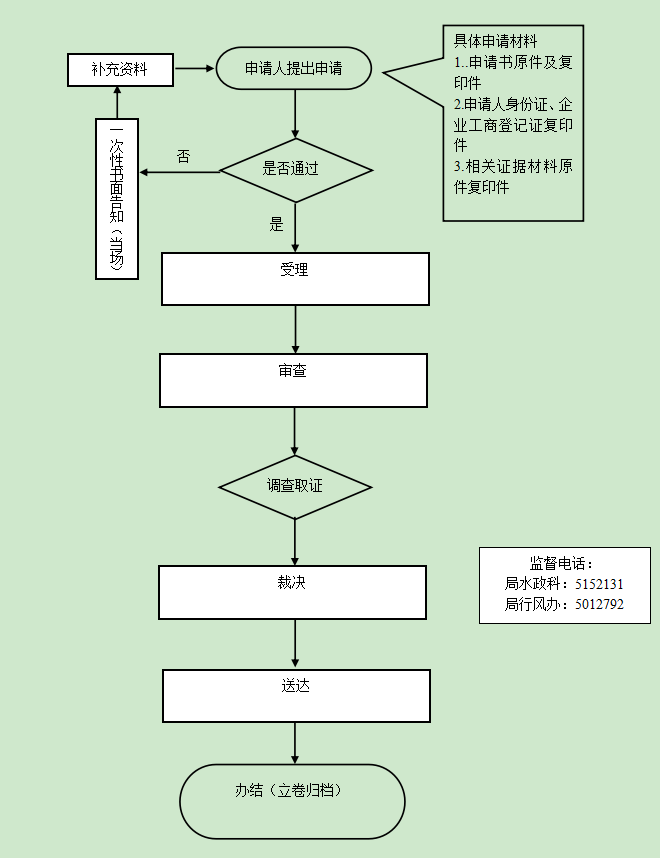 补充资料
申请人提出申请
具体申请材料
1..申请书原件及复
印件
2.申请人身份证、企
业工商登记证复印
件
3.相关证据材料原
件复印件
一次性书面告知（当场）
否
是否通过
是
受理
审查
调查取证
裁决
监督电话：
局水政科：5152131
局行风办：5012792
送达
办结（立卷归档）